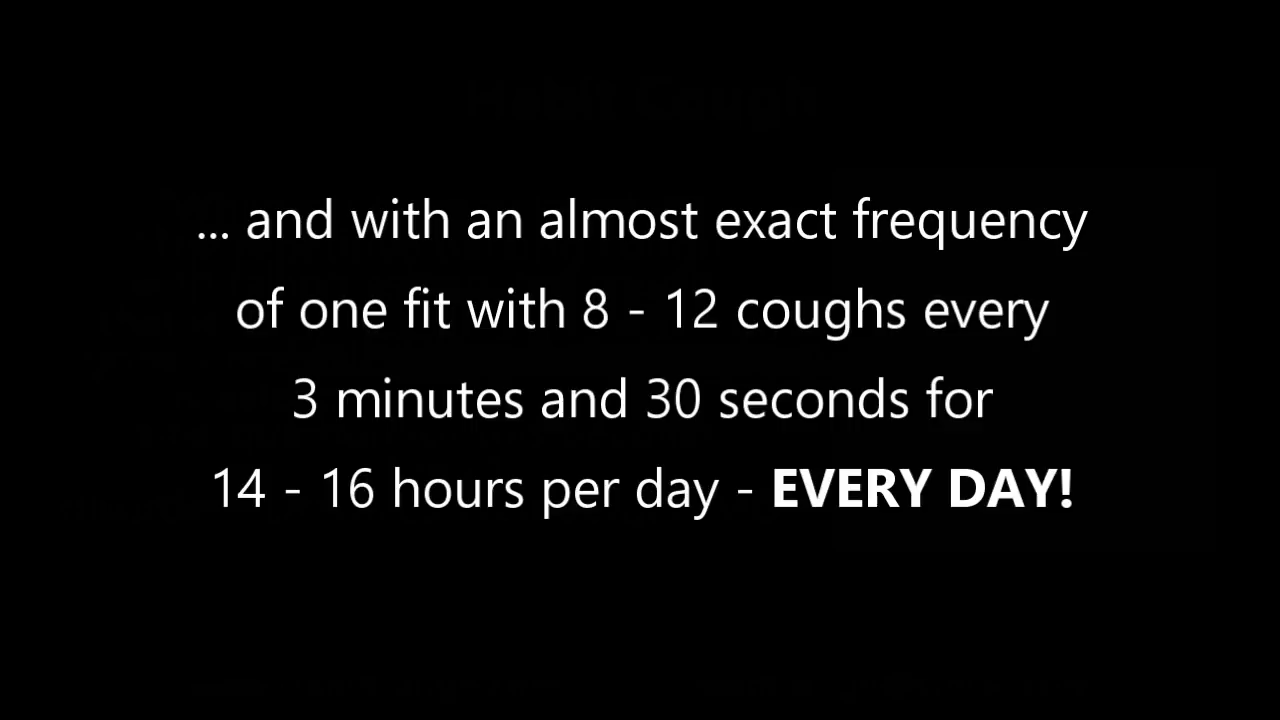 ... and with an almost exact frequency
of one fit with 8 - 12 coughs every
3 minutes and 30 seconds for
14 - 16 hours per day - EVERY DAY!